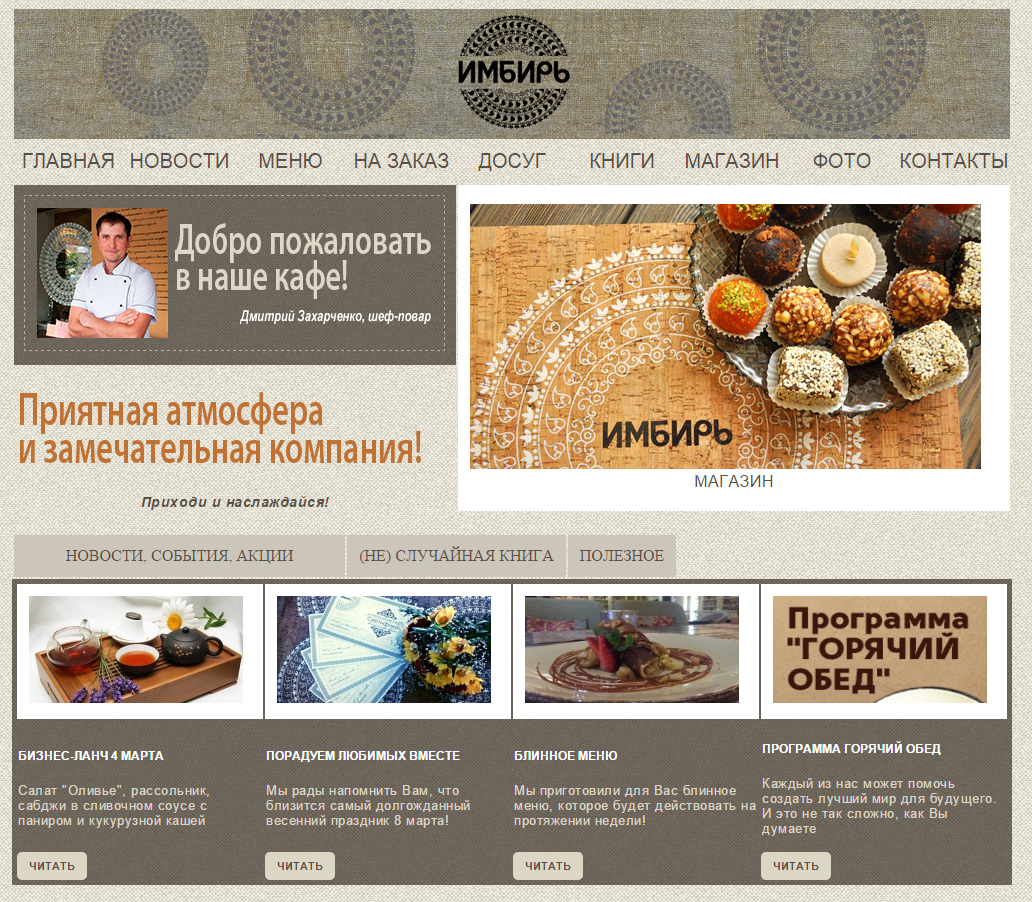 ИМБИРЬ
ГЛАВНАЯ НОВОСТИ МЕНЮ НА ЗАКАЗ ДОСУГ КНИГИ МАГАЗИН ФОТО КОНТАКТЫ
Добро пожаловать
в наше кафе!
Дмитрий Захарченко, шеф-повар
ИМБИРЬ
МАГАЗИН
Приятная атмосфера
и замечательная компания!
Приходи и наслаждайся!
НОВОСТИ, СОБЫТИЯ, АКЦИИ (НЕ) СЛУЧАЙНАЯ КНИГА ПОЛЕЗНОЕ
БИЗНЕС-ЛАНЧ 4 МАРТА
Салат "Оливье", рассольник,
сабджи в сливочном соусе с
паниром и кукурузной кашей
ЧИТАТЬ
ПОРАДУЕМ ЛЮБИМЫХ ВМЕСТЕ
Мы рады напомнить Вам, что
близится самый долгожданный
весенний праздник 8 марта!
ЧИТАТЬ
БЛИННОЕ МЕНЮ
Мы приготовили для Вас блинное
меню, которое будет действовать на
протяжении недели!
ЧИТАТЬ
Программа
"ГОРЯЧИЙ
ОБЕД"
ПРОГРАММА ГОРЯЧИЙ ОБЕД
Каждый из нас может помочь
создать лучший мир для будущего.
И это не так сложно, как Вы
думаете
ЧИТАТЬ